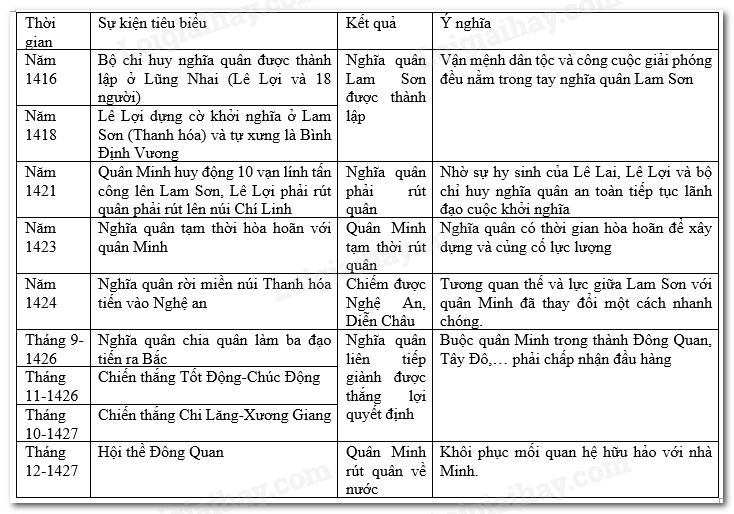 Thời gian | Sự kiện tiêu biểu | Kết quả | Ý nghĩa
Năm 1416
Bộ chỉ huy nghĩa quân được thành
lập ở Lũng Nhai (Lê Lợi và 18
người)
Nghĩa quân
Lam Sơn
được thành
lập
Vận mệnh dân tộc và công cuộc giải phóng
đều nằm trong tay nghĩa quân Lam Sơn
Năm
1418
Lê Lợi dựng cờ khởi nghĩa ở Lam
Sơn (Thanh hóa) và tự xưng là Bình
Định Vương
Năm
1421
Quân Minh huy động 10 vạn lính tấn
công lên Lam Sơn, Lê Lợi phải rút
quân phải rút lên núi Chí Linh
Nghĩa quân
phải rút
quân
Nhờ sự hy sinh của Lê Lai, Lê Lợi và bộ
chỉ huy nghĩa quân an toàn tiếp tục lãnh
đạo cuộc khởi nghĩa
Năm
1423
Nghĩa quân tạm thời hòa hoãn với
quân Minh
Quân Minh
tạm thời rút
quân
Nghĩa quân có thời gian hòa hoãn để xây
dựng và củng cố lực lượng
Năm
1424
Nghĩa quân rời miền núi Thanh hóa
tiến vào Nghệ an
Chiếm được
Nghệ An,
Diễn Châu
Tương quan thế và lực giữa Lam Sơn với
quân Minh đã thay đổi một cách nhanh
chóng.
Tháng 9-
1426
Nghĩa quân chia quân làm ba đạo
tiến ra Bắc
Nghĩa quân
liên tiếp
giành được
thắng lợi
quyết định
Buộc quân Minh trong thành Đông Quan,
Tây Đô,… phải chấp nhận đầu hàng
Tháng
11-1426
Chiến thắng Tốt Động-Chúc Động
Tháng
10-1427
Chiến thắng Chi Lăng-Xương Giang
Tháng
12-1427
Hội thề Đông Quan
Quân Minh
rút quân về
nước
Khôi phục mối quan hệ hữu hảo với nhà
Minh.
Loigiaihay.com